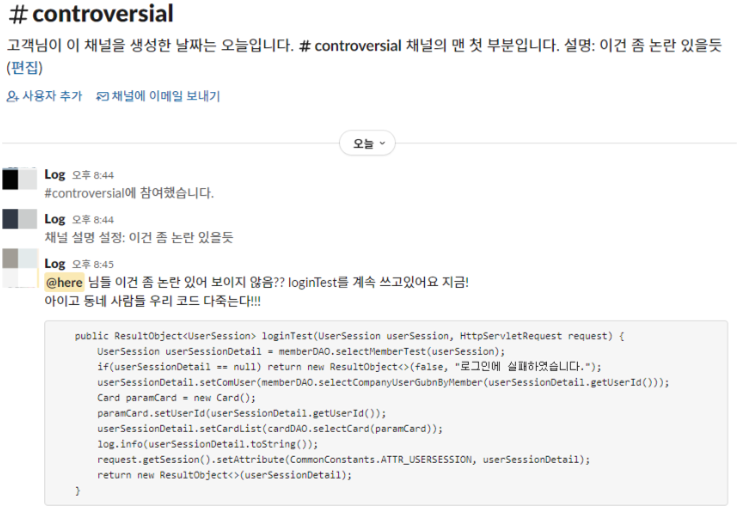 # controversial
고객님이 이 채널을 생성한 날짜는 오늘입니다. # controversial 채널의 맨 첫 부분입니다. 설명: 이건 좀 논란 있을듯
(편집)
사용자 추가 채널에 이메일 보내기
오늘
Log 오후 8:44
#controversial에 참여했습니다.
Log 오후 8:44
채널 설명 설정: 이건 좀 논란 있을듯
Log 오후 8:45
@here 님들 이건 좀 논란 있어 보이지 않음?? loginTest를 계속 쓰고있어요 지금!
아이고 동네 사람들 우리 코드 다죽는다!!!
public ResultObject<UserSession> loginTest(UserSession userSession, HttpServletRequest request) {
UserSession userSessionDetail = memberDAO.selectMemberTest(userSession);
if(userSessionDetail == null) return new ResultObject<>(false, "로그인에 실패하였습니다.");
userSessionDetail.setComUser(memberDAO.selectCompanyUserGubnByMember(userSessionDetail.getUserId()));
Card paramCard = new Card();
paramCard.setUserId(userSessionDetail.getUserId());
userSessionDetail.setCardList(cardDAO.selectCard(paramCard));
log.info(userSessionDetail.toString());
request.getSession().setAttribute(CommonConstants.ATTR_USERSESSION, userSessionDetail);
return new ResultObject<>(userSessionDetail);
}